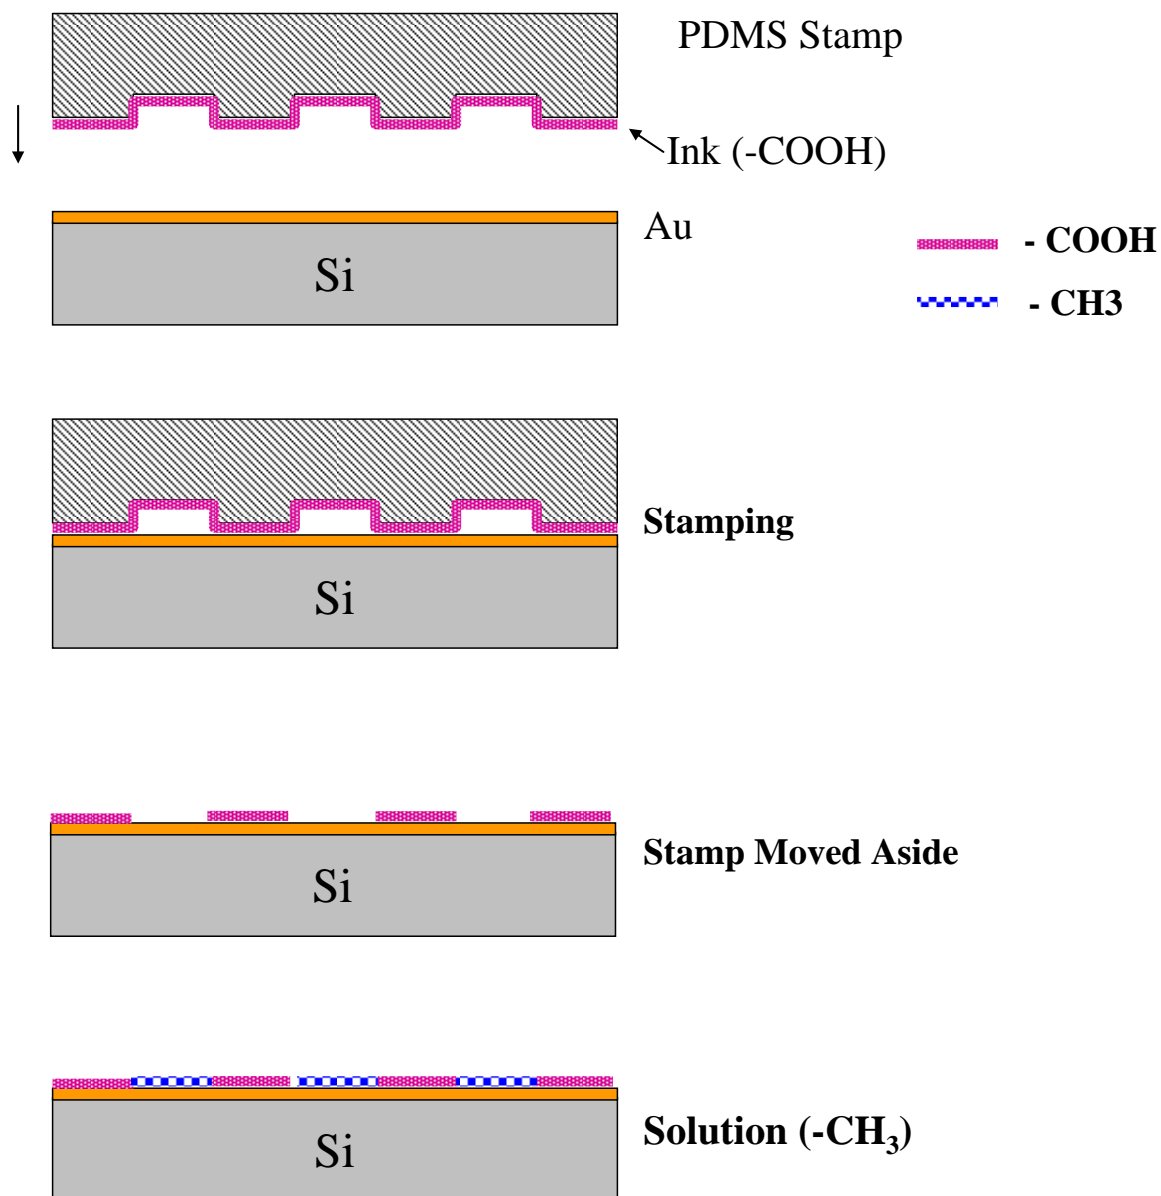 PDMS Stamp
Ink (-COOH)
Au
- COOH
Si
- CH3
Stamping
Si
Stamp Moved Aside
Si
Solution (-CH₃)
Si